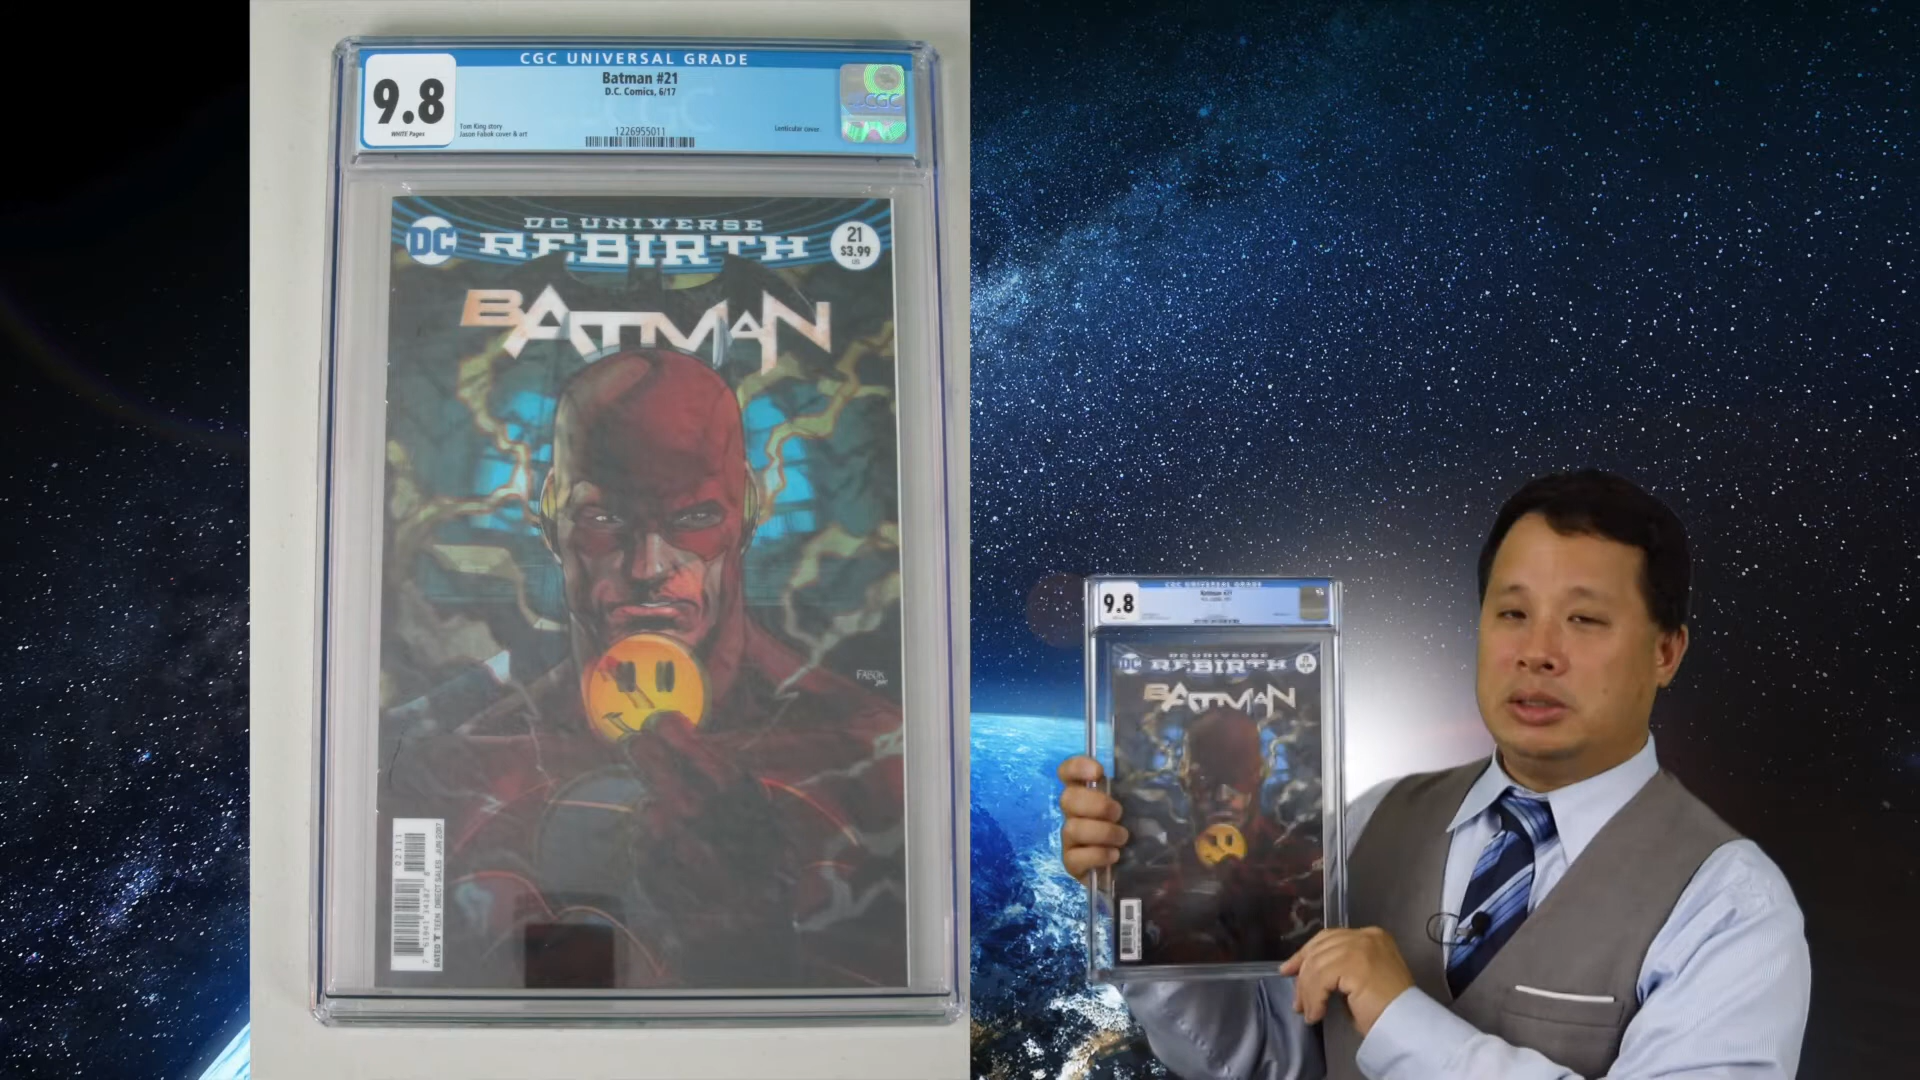 CGC UNIVERSAL GRADE
9.8
WHITE Pages
Batman #21
D.C. Comics, 6/17
Tom King story
Jason Fabok cover & art
1226955011
Lenticular cover.
CGC
DC
DC UNIVERSE
REBIRTH
21
$3.99
US
BATMAN
FABOK
02111
RATED T TEEN DIRECT SALES JUN 2017
CGC UNIVERSAL GRADE
9.8
Batman #21
DC
DC UNIVERSE
REBIRTH
21
BATMAN